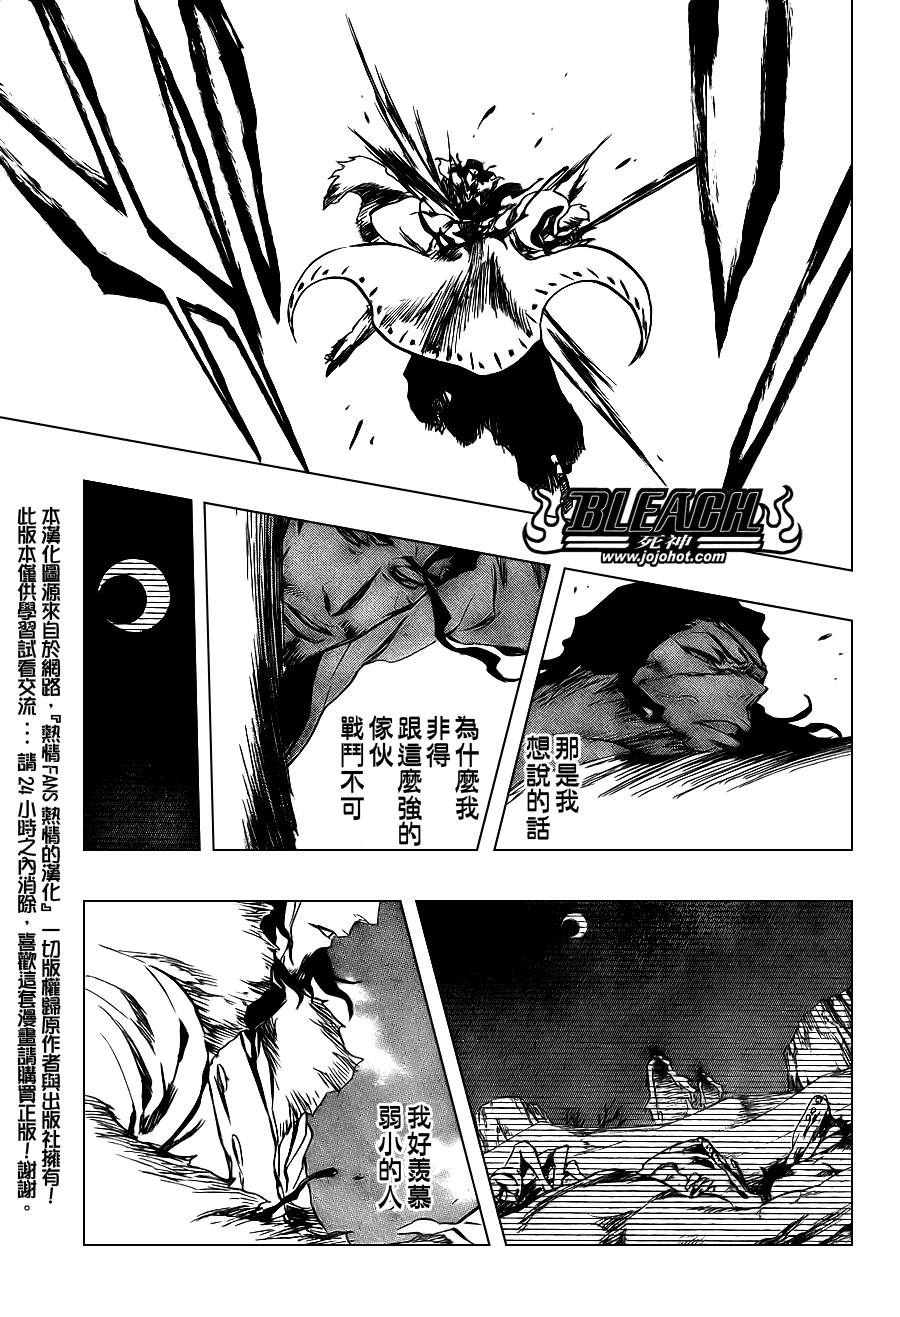 BLEACH
死神
www.jojohot.com
那是我
想說的話
為什麼我
非得
跟這麼強的
傢伙
戰鬥不可
我好羨慕
弱小的人
本漢化圖源來自於網路，『熱情FANS熱情的漢化』一切版權歸原作者與出版社擁有！
此版本僅供學習試看交流...請24小時之內消除，喜歡這套漫畫請購買正版！謝謝。